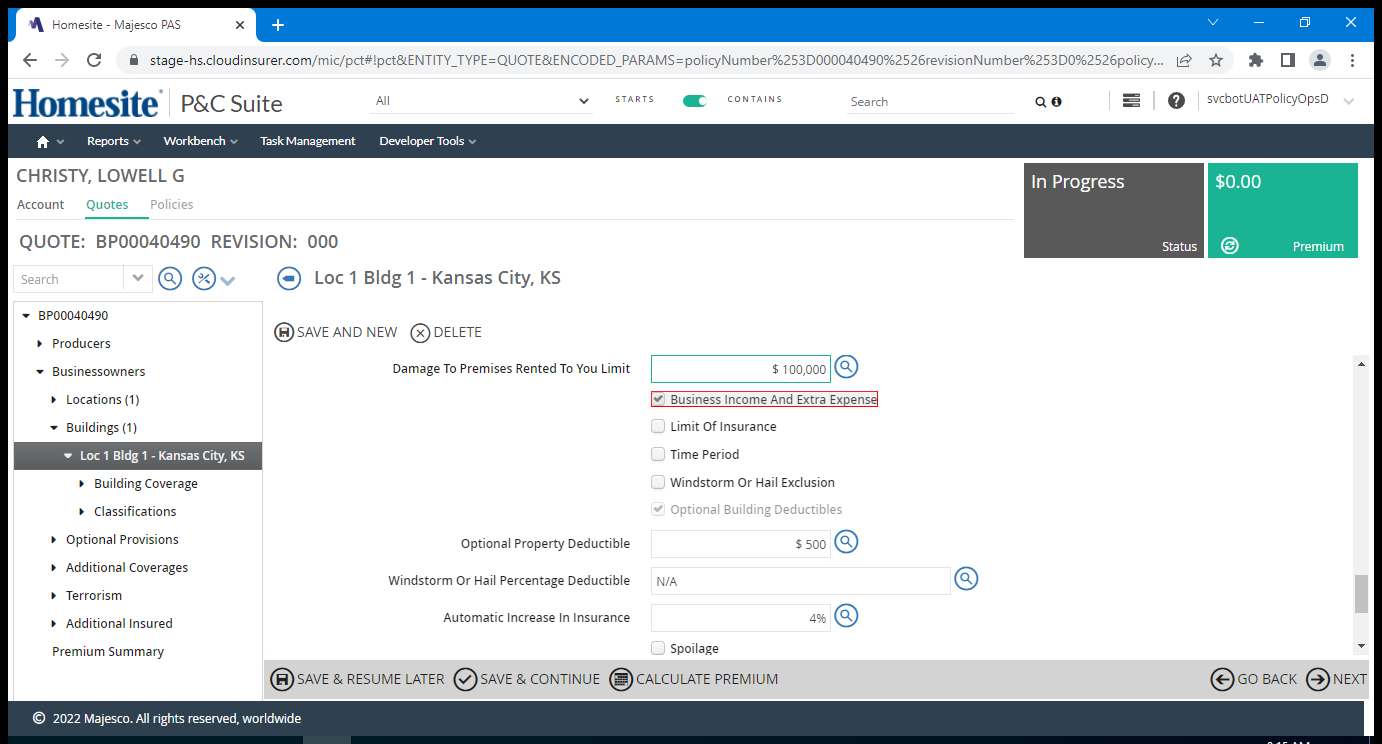 Homesite - Majesco PAS
stage-hs.cloudinsurer.com/mic/pct#!pct&ENTITY_TYPE=QUOTE&ENCODED_PARAMS=policyNumber%253D000040490%2526revisionNumber%253D0%2526policy...
Homesite P&C Suite All STARTS CONTAINS Search svcbotUATPolicyOpsD
Reports Workbench Task Management Developer Tools
CHRISTY, LOWELL G
Account Quotes Policies
In Progress
Status
$0.00
Premium
QUOTE: BP00040490 REVISION: 000
Search
Loc 1 Bldg 1 - Kansas City, KS
BP00040490
Producers
Businessowners
Locations (1)
Buildings (1)
Loc 1 Bldg 1 - Kansas City, KS
Building Coverage
Classifications
Optional Provisions
Additional Coverages
Terrorism
Additional Insured
Premium Summary
SAVE AND NEW DELETE
Damage To Premises Rented To You Limit $ 100,000
Business Income And Extra Expense
Limit Of Insurance
Time Period
Windstorm Or Hail Exclusion
Optional Building Deductibles
Optional Property Deductible $ 500
Windstorm Or Hail Percentage Deductible N/A
Automatic Increase In Insurance 4%
Spoilage
SAVE & RESUME LATER SAVE & CONTINUE CALCULATE PREMIUM GO BACK NEXT
© 2022 Majesco. All rights reserved, worldwide